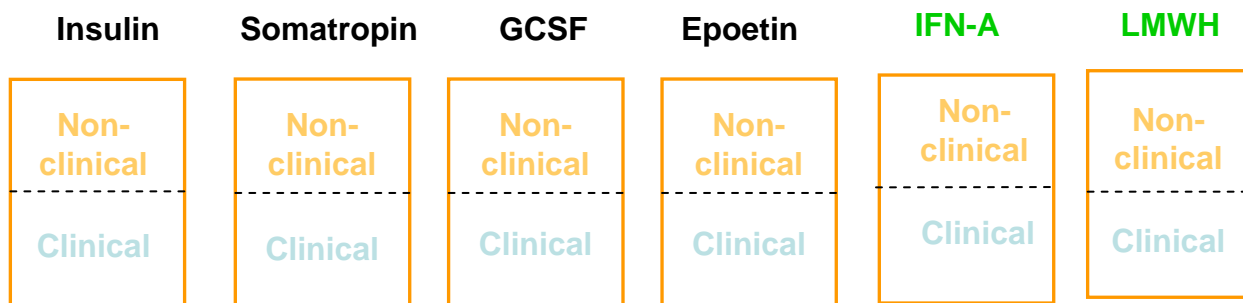 Insulin Somatropin GCSF Epoetin IFN-A LMWH
Non- Non- Non- Non- Non- Non-
clinical clinical clinical clinical clinical clinical
Clinical Clinical Clinical Clinical Clinical Clinical